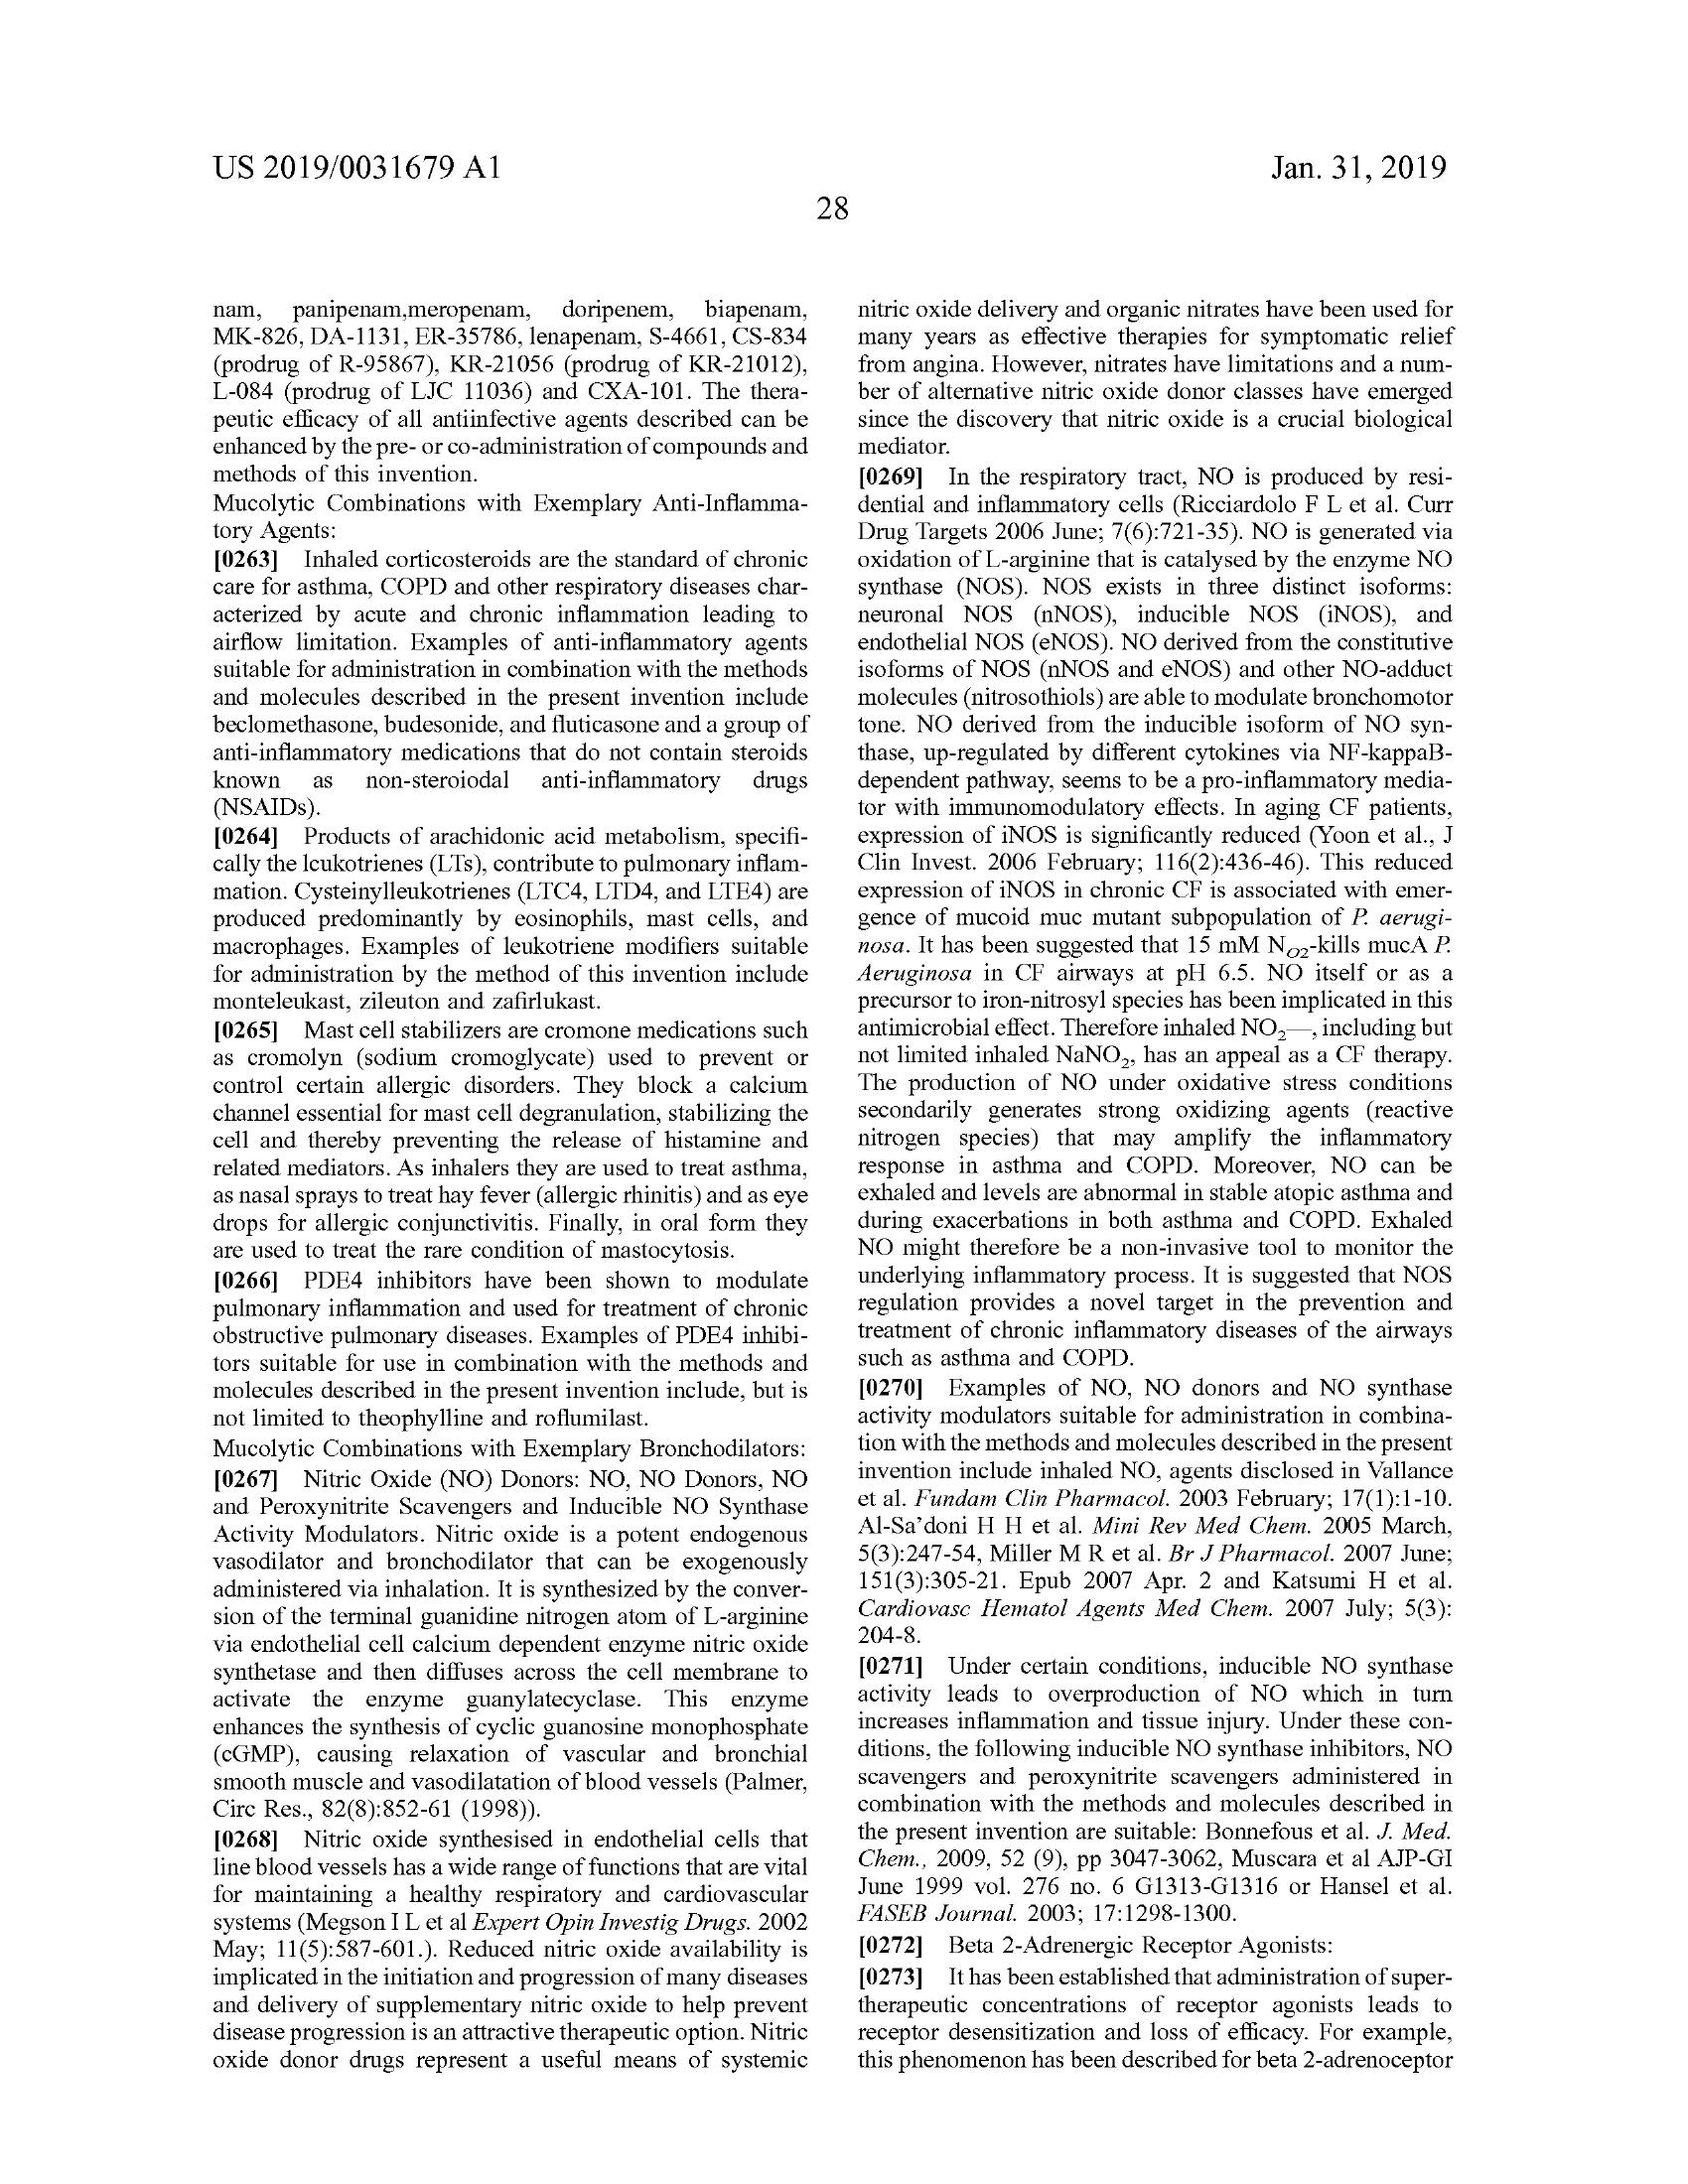 US 2019/0031679 A1
Jan. 31, 2019
28
nam, panipenam,meropenam, doripenem, biapenam,
MK-826, DA-1131, ER-35786, lenapenam, S-4661, CS-834
(prodrug of R-95867), KR-21056 (prodrug of KR-21012),
L-084 (prodrug of LJC 11036) and CXA-101. The thera-
peutic efficacy of all antiinfective agents described can be
enhanced by the pre- or co-administration of compounds and
methods of this invention.
Mucolytic Combinations with Exemplary Anti-Inflamma-
tory Agents:
[0263] Inhaled corticosteroids are the standard of chronic
care for asthma, COPD and other respiratory diseases char-
acterized by acute and chronic inflammation leading to
airflow limitation. Examples of anti-inflammatory agents
suitable for administration in combination with the methods
and molecules described in the present invention include
beclomethasone, budesonide, and fluticasone and a group of
anti-inflammatory medications that do not contain steroids
known as non-steroiodal anti-inflammatory drugs
(NSAIDs).
[0264] Products of arachidonic acid metabolism, specifi-
cally the lcukotrienes (LTs), contribute to pulmonary inflam-
mation. Cysteinylleukotrienes (LTC4, LTD4, and LTE4) are
produced predominantly by eosinophils, mast cells, and
macrophages. Examples of leukotriene modifiers suitable
for administration by the method of this invention include
monteleukast, zileuton and zafirlukast.
[0265] Mast cell stabilizers are cromone medications such
as cromolyn (sodium cromoglycate) used to prevent or
control certain allergic disorders. They block a calcium
channel essential for mast cell degranulation, stabilizing the
cell and thereby preventing the release of histamine and
related mediators. As inhalers they are used to treat asthma,
as nasal sprays to treat hay fever (allergic rhinitis) and as eye
drops for allergic conjunctivitis. Finally, in oral form they
are used to treat the rare condition of mastocytosis.
[0266] PDE4 inhibitors have been shown to modulate
pulmonary inflammation and used for treatment of chronic
obstructive pulmonary diseases. Examples of PDE4 inhibi-
tors suitable for use in combination with the methods and
molecules described in the present invention include, but is
not limited to theophylline and roflumilast.
Mucolytic Combinations with Exemplary Bronchodilators:
[0267] Nitric Oxide (NO) Donors: NO, NO Donors, NO
and Peroxynitrite Scavengers and Inducible NO Synthase
Activity Modulators. Nitric oxide is a potent endogenous
vasodilator and bronchodilator that can be exogenously
administered via inhalation. It is synthesized by the conver-
sion of the terminal guanidine nitrogen atom of L-arginine
via endothelial cell calcium dependent enzyme nitric oxide
synthetase and then diffuses across the cell membrane to
activate the enzyme guanylatecyclase. This enzyme
enhances the synthesis of cyclic guanosine monophosphate
(cGMP), causing relaxation of vascular and bronchial
smooth muscle and vasodilatation of blood vessels (Palmer,
Circ Res., 82(8):852-61 (1998)).
[0268] Nitric oxide synthesised in endothelial cells that
line blood vessels has a wide range of functions that are vital
for maintaining a healthy respiratory and cardiovascular
systems (Megson I L et al Expert Opin Investig Drugs. 2002
May; 11(5):587-601.). Reduced nitric oxide availability is
implicated in the initiation and progression of many diseases
and delivery of supplementary nitric oxide to help prevent
disease progression is an attractive therapeutic option. Nitric
oxide donor drugs represent a useful means of systemic
nitric oxide delivery and organic nitrates have been used for
many years as effective therapies for symptomatic relief
from angina. However, nitrates have limitations and a num-
ber of alternative nitric oxide donor classes have emerged
since the discovery that nitric oxide is a crucial biological
mediator.
[0269] In the respiratory tract, NO is produced by resi-
dential and inflammatory cells (Ricciardolo F L et al. Curr
Drug Targets 2006 June; 7(6):721-35). NO is generated via
oxidation of L-arginine that is catalysed by the enzyme NO
synthase (NOS). NOS exists in three distinct isoforms:
neuronal NOS (nNOS), inducible NOS (iNOS), and
endothelial NOS (eNOS). NO derived from the constitutive
isoforms of NOS (nNOS and eNOS) and other NO-adduct
molecules (nitrosothiols) are able to modulate bronchomotor
tone. NO derived from the inducible isoform of NO syn-
thase, up-regulated by different cytokines via NF-kappaB-
dependent pathway, seems to be a pro-inflammatory media-
tor with immunomodulatory effects. In aging CF patients,
expression of iNOS is significantly reduced (Yoon et al., J
Clin Invest. 2006 February; 116(2):436-46). This reduced
expression of iNOS in chronic CF is associated with emer-
gence of mucoid muc mutant subpopulation of P. aerugi-
nosa. It has been suggested that 15 mM N<sub>O2</sub>-kills mucA P.
Aeruginosa in CF airways at pH 6.5. NO itself or as a
precursor to iron-nitrosyl species has been implicated in this
antimicrobial effect. Therefore inhaled NO₂—, including but
not limited inhaled NaNO₂, has an appeal as a CF therapy.
The production of NO under oxidative stress conditions
secondarily generates strong oxidizing agents (reactive
nitrogen species) that may amplify the inflammatory
response in asthma and COPD. Moreover, NO can be
exhaled and levels are abnormal in stable atopic asthma and
during exacerbations in both asthma and COPD. Exhaled
NO might therefore be a non-invasive tool to monitor the
underlying inflammatory process. It is suggested that NOS
regulation provides a novel target in the prevention and
treatment of chronic inflammatory diseases of the airways
such as asthma and COPD.
[0270] Examples of NO, NO donors and NO synthase
activity modulators suitable for administration in combina-
tion with the methods and molecules described in the present
invention include inhaled NO, agents disclosed in Vallance
et al. Fundam Clin Pharmacol. 2003 February; 17(1):1-10.
Al-Sa’doni H H et al. Mini Rev Med Chem. 2005 March,
5(3):247-54, Miller M R et al. Br J Pharmacol. 2007 June;
151(3):305-21. Epub 2007 Apr. 2 and Katsumi H et al.
Cardiovasc Hematol Agents Med Chem. 2007 July; 5(3):
204-8.
[0271] Under certain conditions, inducible NO synthase
activity leads to overproduction of NO which in turn
increases inflammation and tissue injury. Under these con-
ditions, the following inducible NO synthase inhibitors, NO
scavengers and peroxynitrite scavengers administered in
combination with the methods and molecules described in
the present invention are suitable: Bonnefous et al. J. Med.
Chem., 2009, 52 (9), pp 3047-3062, Muscara et al AJP-GI
June 1999 vol. 276 no. 6 G1313-G1316 or Hansel et al.
FASEB Journal. 2003; 17:1298-1300.
[0272] Beta 2-Adrenergic Receptor Agonists:
[0273] It has been established that administration of super-
therapeutic concentrations of receptor agonists leads to
receptor desensitization and loss of efficacy. For example,
this phenomenon has been described for beta 2-adrenoceptor